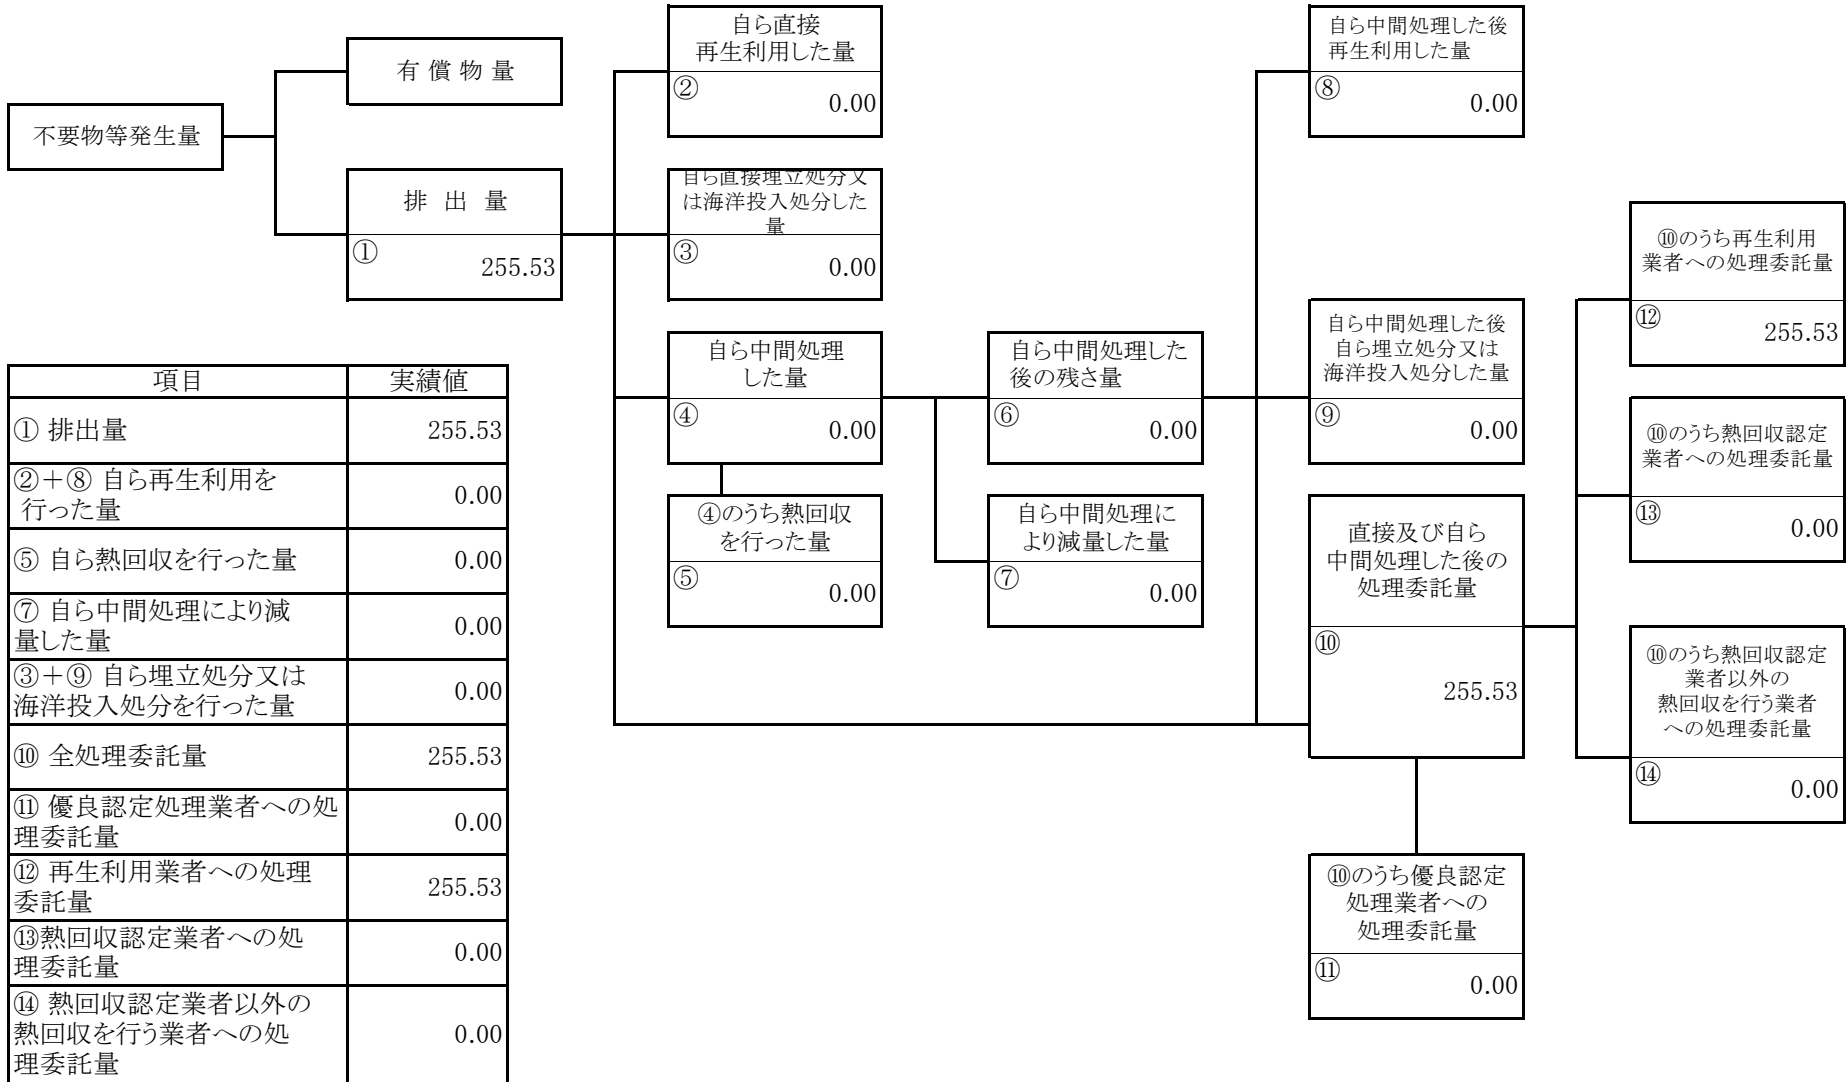 不要物等発生量
有 償 物 量
排　出　量
①
255.53
自ら直接
再生利用した量
②
0.00
自ら直接埋立処分又
は海洋投入処分した
量
③
0.00
自ら中間処理
した量
④
0.00
④のうち熱回収
を行った量
⑤
0.00
自ら中間処理した
後の残さ量
⑥
0.00
自ら中間処理に
より減量した量
⑦
0.00
自ら中間処理した後
再生利用した量
⑧
0.00
自ら中間処理した後
自ら埋立処分又は
海洋投入処分した量
⑨
0.00
直接及び自ら
中間処理した後の
処理委託量
⑩
255.53
⑩のうち優良認定
処理業者への
処理委託量
⑪
0.00
⑩のうち再生利用
業者への処理委託量
⑫
255.53
⑩のうち熱回収認定
業者への処理委託量
⑬
0.00
⑩のうち熱回収認定
業者以外の
熱回収を行う業者
への処理委託量
⑭
0.00
項目 実績値
① 排出量 255.53
②＋⑧ 自ら再生利用を
行った量
0.00
⑤ 自ら熱回収を行った量 0.00
⑦ 自ら中間処理により減
量した量
0.00
③＋⑨ 自ら埋立処分又は
海洋投入処分を行った量
0.00
⑩ 全処理委託量 255.53
⑪ 優良認定処理業者への処
理委託量
0.00
⑫ 再生利用業者への処理
委託量
255.53
⑬熱回収認定業者への処
理委託量
0.00
⑭ 熱回収認定業者以外の
熱回収を行う業者への処
理委託量
0.00